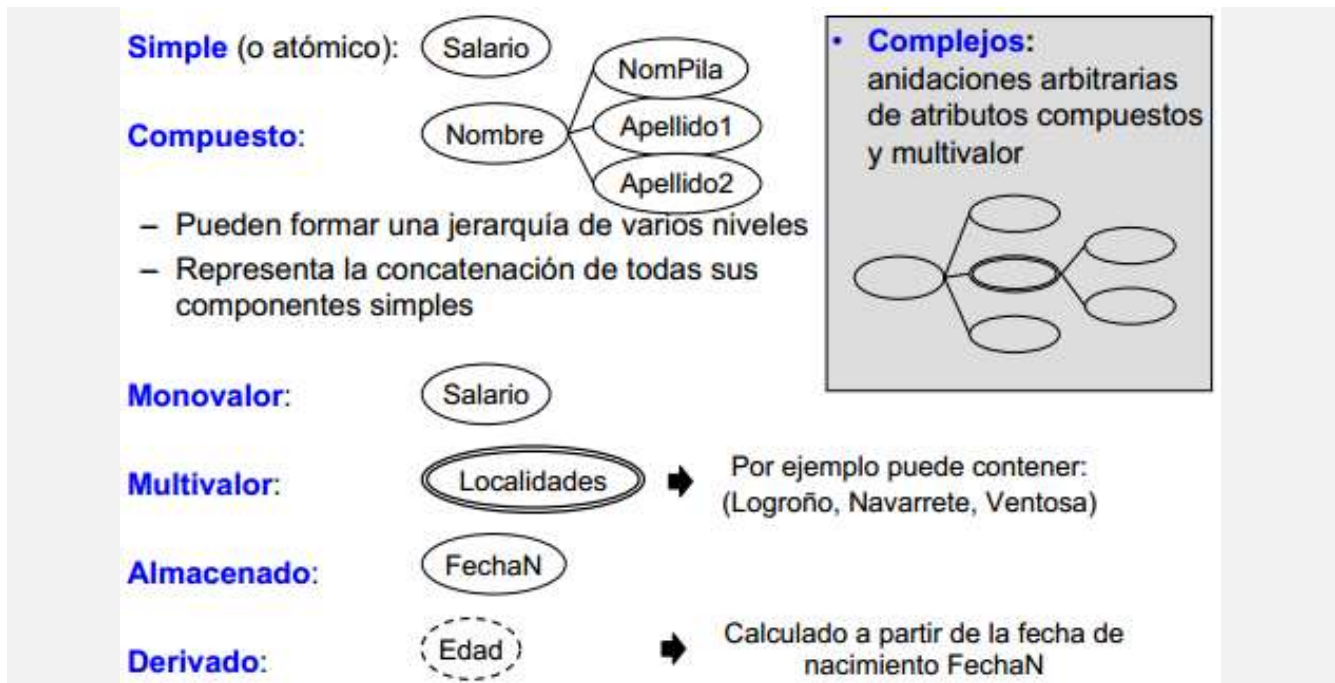 Simple (o atómico):
Salario
NomPila
Compuesto:
Nombre
Apellido1
Apellido2
– Pueden formar una jerarquía de varios niveles
– Representa la concatenación de todas sus
componentes simples
• Complejos:
anidaciones arbitrarias
de atributos compuestos
y multivalor
Monovalor:
Salario
Multivalor:
Localidades
Por ejemplo puede contener:
(Logroño, Navarrete, Ventosa)
Almacenado:
FechaN
Derivado:
Edad
Calculado a partir de la fecha de
nacimiento FechaN